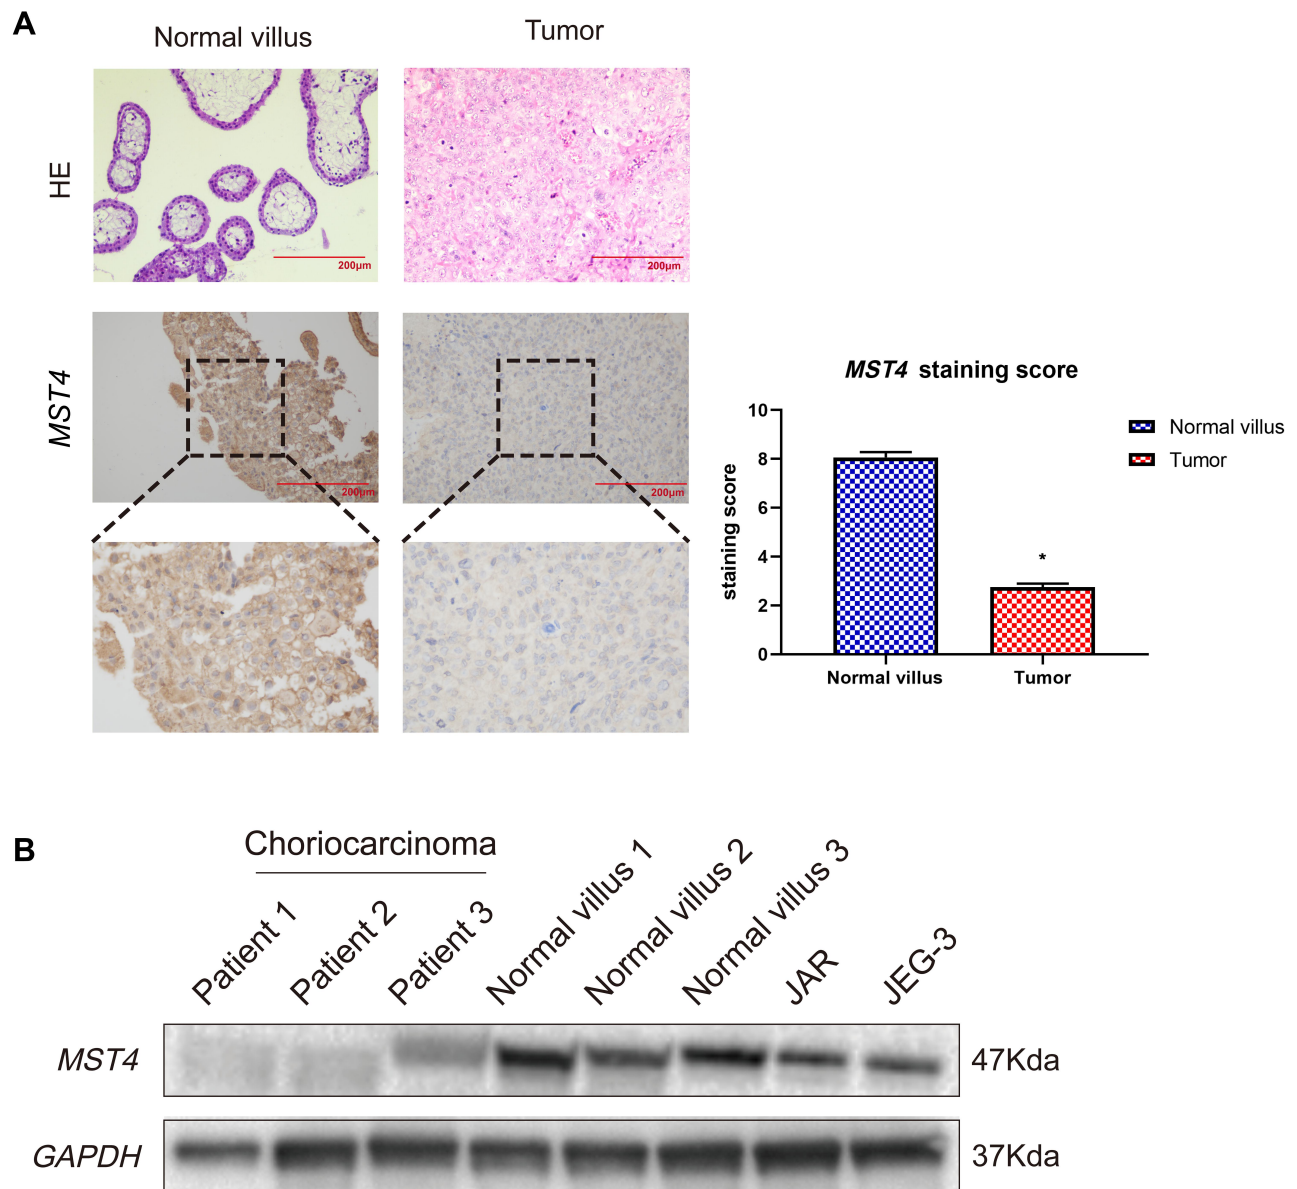 A
Normal villus
Tumor
HE
200μm
200μm
MST4
200μm
200μm
MST4 staining score
staining score
10
8
6
4
2
0
*
Normal villus
Tumor
Normal villus
Tumor
B
Choriocarcinoma
Patient 1
Patient 2
Patient 3
Normal villus 1
Normal villus 2
Normal villus 3
JAR
JEG-3
MST4
47Kda
GAPDH
37Kda